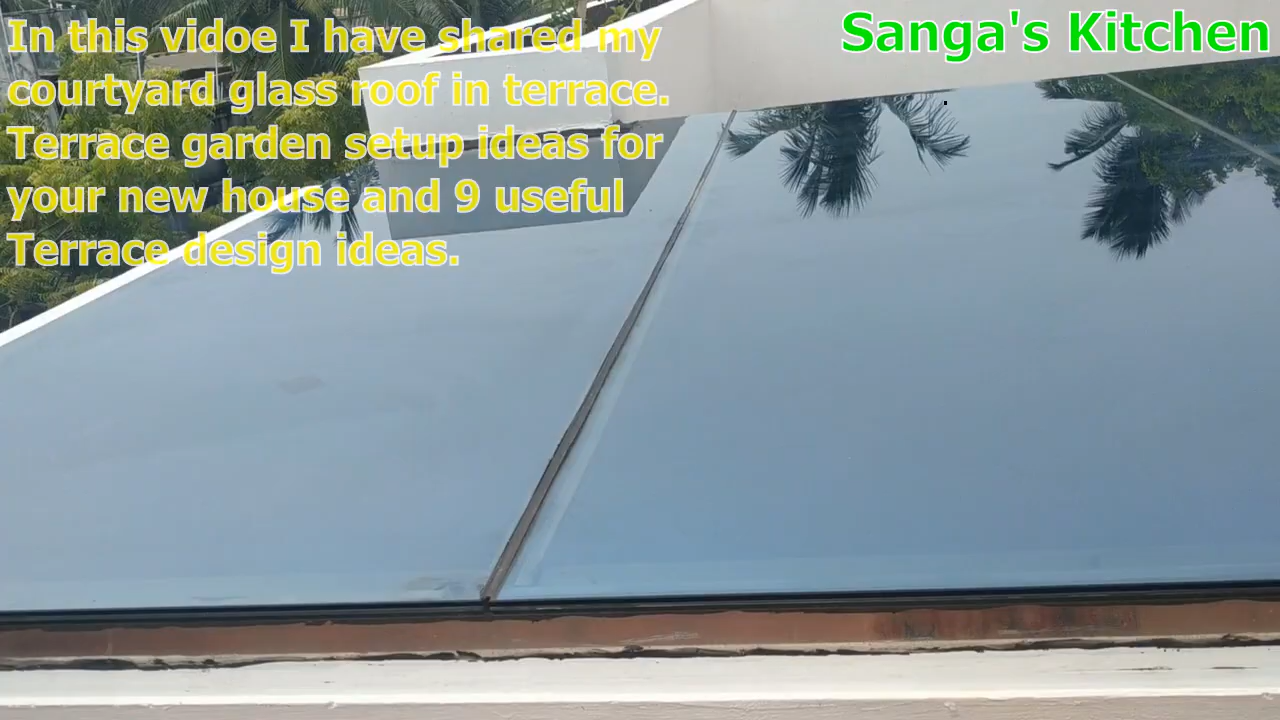 In this vidoe I have shared my
courtyard glass roof in terrace.
Terrace garden setup ideas for
your new house and 9 useful
Terrace design ideas.
Sanga's Kitchen